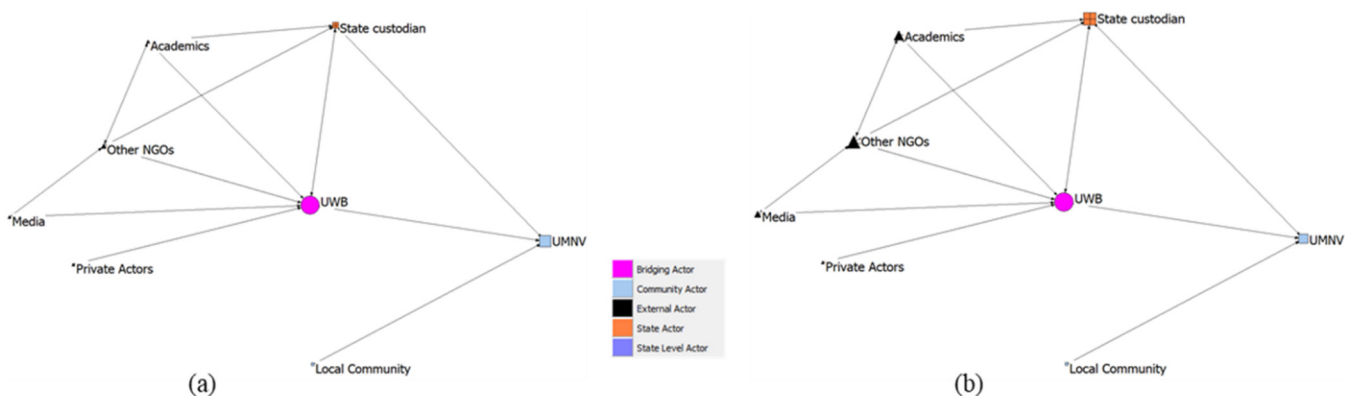 State custodian
Academics
Other NGOs
UWB
Media
UMNV
Private Actors
Local Community
(a)
Bridging Actor
Community Actor
External Actor
State Actor
State Level Actor
State custodian
Academics
Other NGOs
UWB
Media
UMNV
Private Actors
Local Community
(b)